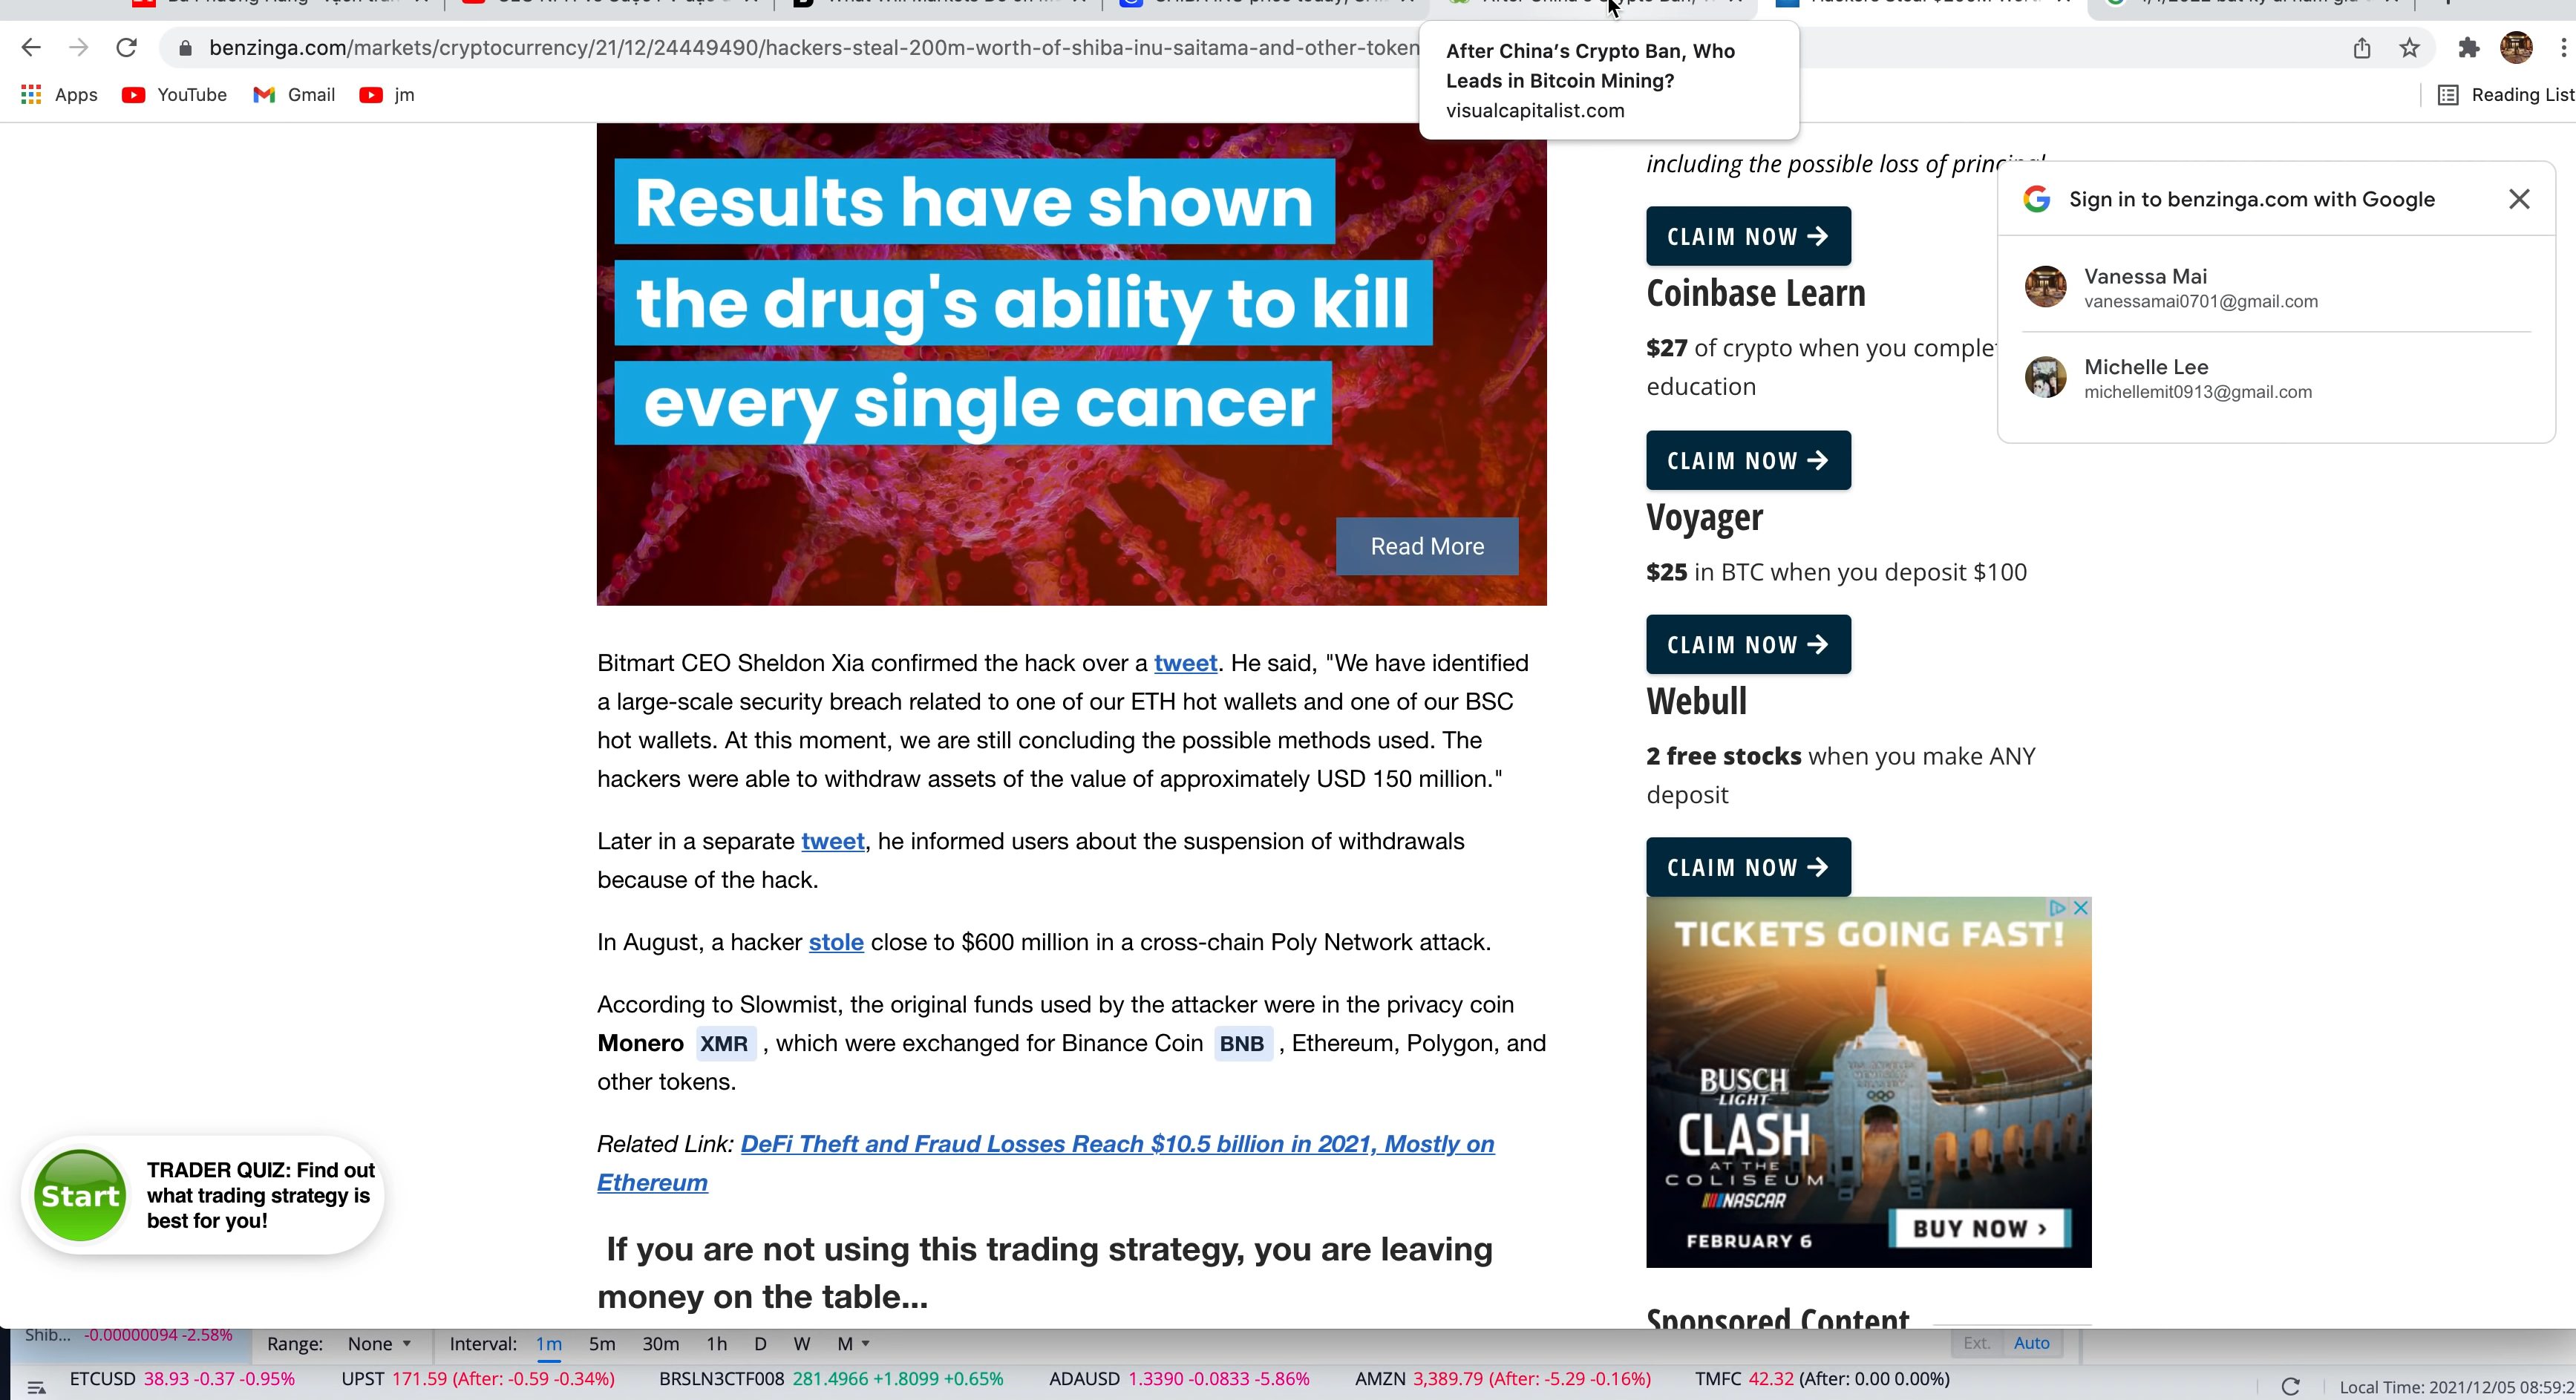 benzinga.com/markets/cryptocurrency/21/12/24449490/hackers-steal-200m-worth-of-shiba-inu-saitama-and-other-token
After China's Crypto Ban, Who
Leads in Bitcoin Mining?
visualcapitalist.com
Apps
YouTube
Gmail
jm
Reading List
Results have shown
the drug's ability to kill
every single cancer
Read More
Bitmart CEO Sheldon Xia confirmed the hack over a tweet. He said, "We have identified
a large-scale security breach related to one of our ETH hot wallets and one of our BSC
hot wallets. At this moment, we are still concluding the possible methods used. The
hackers were able to withdraw assets of the value of approximately USD 150 million."
Later in a separate tweet, he informed users about the suspension of withdrawals
because of the hack.
In August, a hacker stole close to $600 million in a cross-chain Poly Network attack.
According to Slowmist, the original funds used by the attacker were in the privacy coin
Monero XMR , which were exchanged for Binance Coin BNB , Ethereum, Polygon, and
other tokens.
Related Link: DeFi Theft and Fraud Losses Reach $10.5 billion in 2021, Mostly on
Ethereum
If you are not using this trading strategy, you are leaving
money on the table...
including the possible loss of principal
CLAIM NOW →
Coinbase Learn
$27 of crypto when you complet
education
CLAIM NOW →
Voyager
$25 in BTC when you deposit $100
CLAIM NOW →
Webull
2 free stocks when you make ANY
deposit
CLAIM NOW →
TICKETS GOING FAST!
BUSCH
LIGHT
CLASH
AT THE
COLISEUM
NASCAR
FEBRUARY 6
BUY NOW ›
Sponsored Content
Sign in to benzinga.com with Google
Vanessa Mai
vanessamai0701@gmail.com
Michelle Lee
michellemit0913@gmail.com
Start
TRADER QUIZ: Find out
what trading strategy is
best for you!
Shib... -0.00000094 -2.58%
Range: None
Interval: 1m 5m 30m 1h D W M
Ext. Auto
ETCUSD 38.93 -0.37 -0.95% UPST 171.59 (After: -0.59 -0.34%) BRSLN3CTF008 281.4966 +1.8099 +0.65% ADAUSD 1.3390 -0.0833 -5.86% AMZN 3,389.79 (After: -5.29 -0.16%) TMFC 42.32 (After: 0.00 0.00%)
Local Time: 2021/12/05 08:59:2